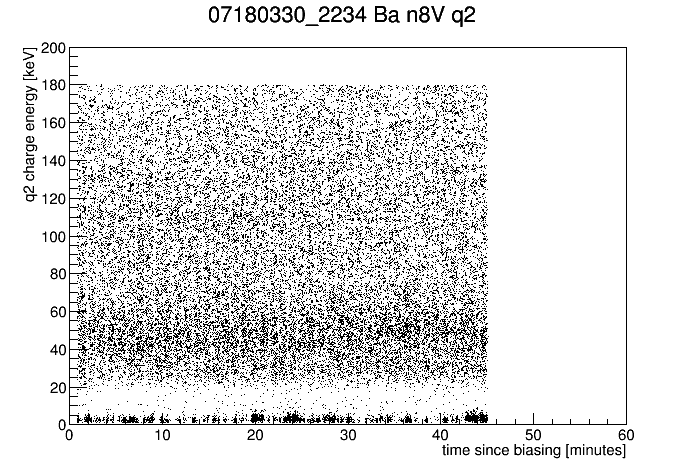 07180330_2234 Ba n8V q2
q2 charge energy [keV]
200
180
160
140
120
100
80
60
40
20
0
0 10 20 30 40 50 60
time since biasing [minutes]